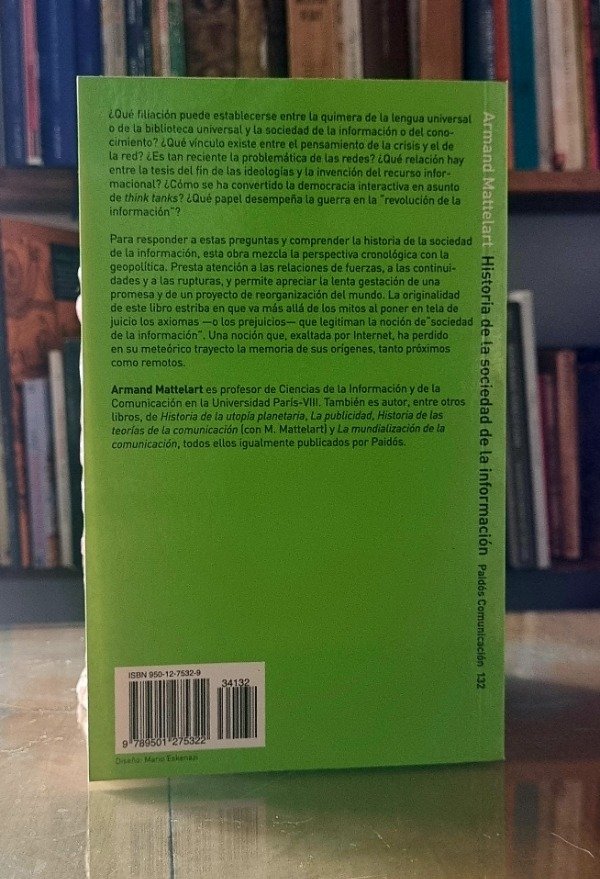 ¿Qué filiación puede establecerse entre la quimera de la lengua universal
o de la biblioteca universal y la sociedad de la información o del cono-
cimiento? ¿Qué vínculo existe entre el pensamiento de la crisis y el de
la red? ¿Es tan reciente la problemática de las redes? ¿Qué relación hay
entre la tesis del fin de las ideologías y la invención del recurso infor-
macional? ¿Cómo se ha convertido la democracia interactiva en asunto
de think tanks? ¿Qué papel desempeña la guerra en la "revolución de la
información"?
Para responder a estas preguntas y comprender la historia de la sociedad
de la información, esta obra mezcla la perspectiva cronológica con la
geopolítica. Presta atención a las relaciones de fuerzas, a las continui-
dades y a las rupturas, y permite apreciar la lenta gestación de una
promesa y de un proyecto de reorganización del mundo. La originalidad
de este libro estriba en que va más allá de los mitos al poner en tela de
juicio los axiomas —o los prejuicios— que legitiman la noción de "sociedad
de la información". Una noción que, exaltada por Internet, ha perdido
en su meteórico trayecto la memoria de sus orígenes, tanto próximos
como remotos.
Armand Mattelart es profesor de Ciencias de la Información y de la
Comunicación en la Universidad París-VIII. También es autor, entre otros
libros, de Historia de la utopía planetaria, La publicidad, Historia de las
teorías de la comunicación (con M. Mattelart) y La mundialización de la
comunicación, todos ellos igualmente publicados por Paidós.
Armand Mattelart Historia de la sociedad de la información Paidós Comunicación 132
ISBN 950-12-7532-9
34132
9 789501 275322
Diseño: Mario Eskenazi